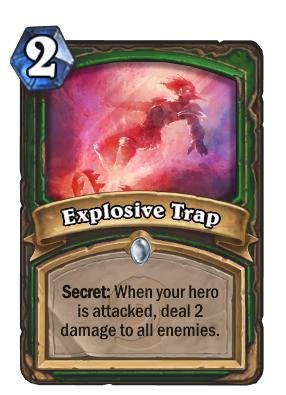 2
Explosive Trap
Secret: When your hero
is attacked, deal 2
damage to all enemies.